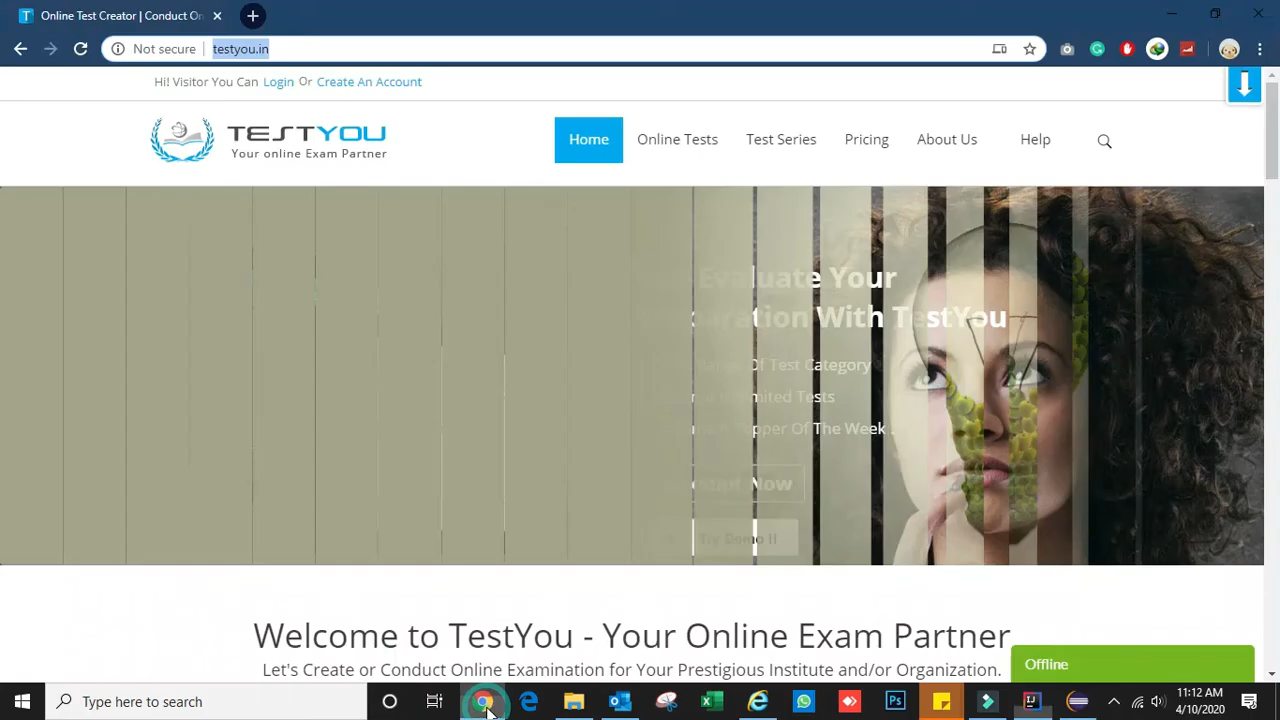 Online Test Creator | Conduct On
Not secure | testyou.in
Hi! Visitor You Can Login Or Create An Account
TESTYOU
Your online Exam Partner
Home Online Tests Test Series Pricing About Us Help
Evaluate Your
With TestYou
Of Test Category
Tests
Of The Week
Now
Try Demo !!
Welcome to TestYou - Your Online Exam Partner
Let's Create or Conduct Online Examination for Your Prestigious Institute and/or Organization.
Offline
Type here to search
11:12 AM
4/10/2020